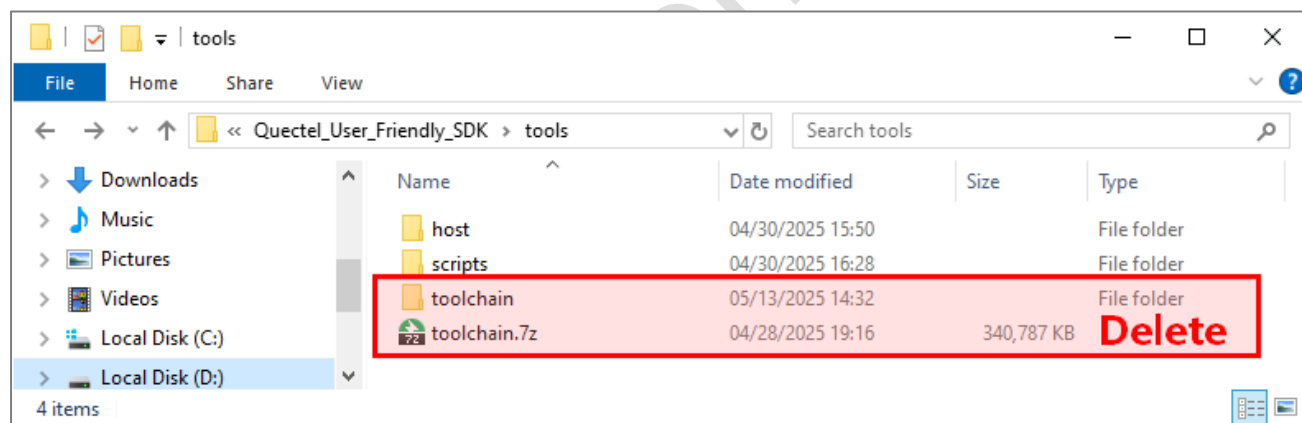 tools
File Home Share View
« Quectel_User_Friendly_SDK > tools Search tools
Downloads Name Date modified Size Type
Music host 04/30/2025 15:50 File folder
Pictures scripts 04/30/2025 16:28 File folder
Videos toolchain 05/13/2025 14:32 File folder
Local Disk (C:) toolchain.7z 04/28/2025 19:16 340,787 KB Delete
Local Disk (D:)
4 items